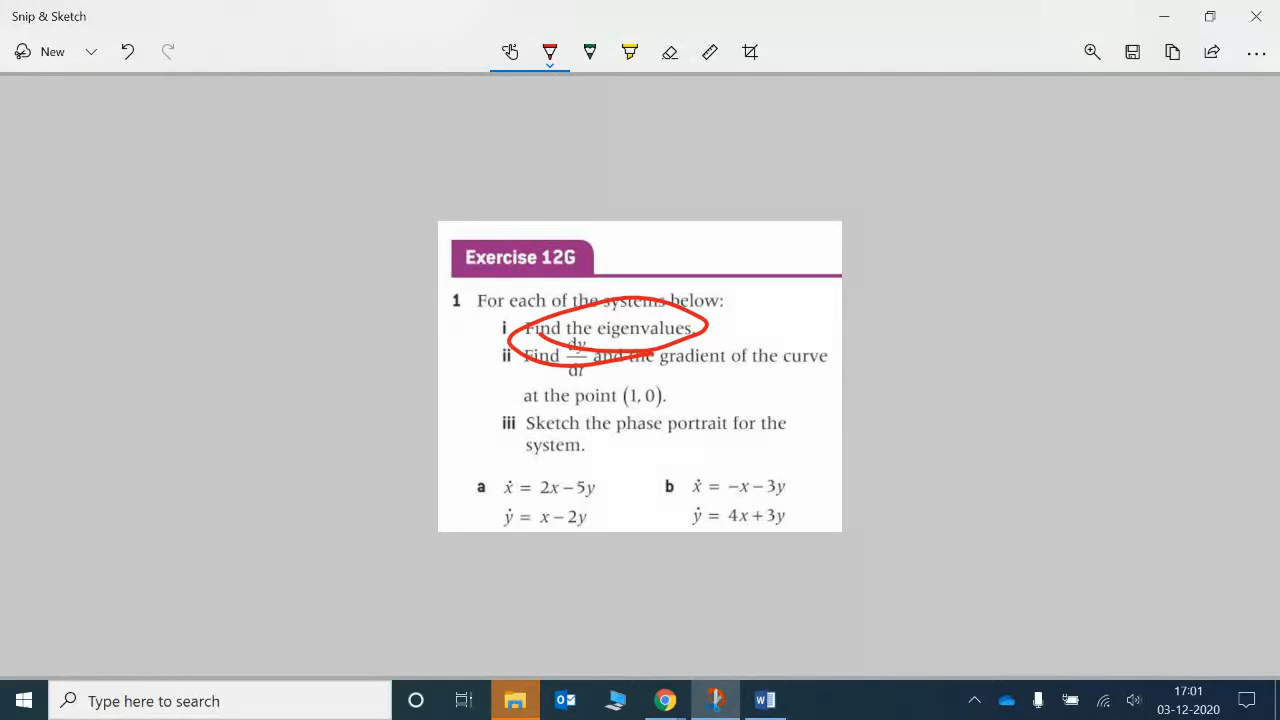 Snip & Sketch
New
Exercise 12G
1 For each of the systems below:
i Find the eigenvalues.
ii Find dy/dt and the gradient of the curve
at the point (1, 0).
iii Sketch the phase portrait for the
system.
a ẋ = 2x − 5y b ẋ = −x − 3y
ẏ = x − 2y ẏ = 4x + 3y
Type here to search
17:01
03-12-2020